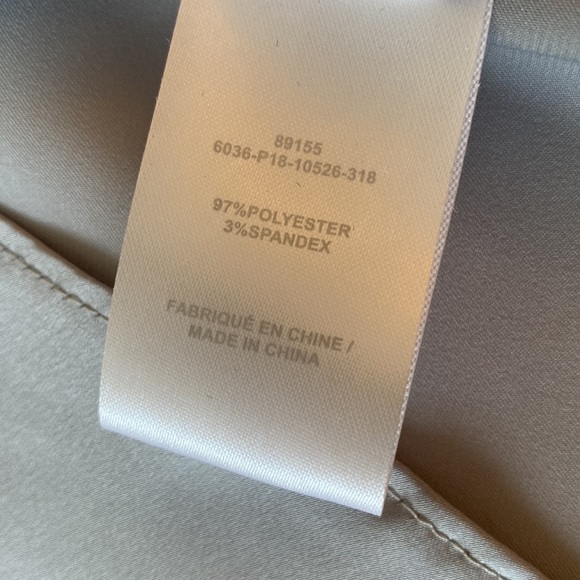 89155
6036-P18-10526-318
97%POLYESTER
3%SPANDEX
FABRIQUÉ EN CHINE /
MADE IN CHINA